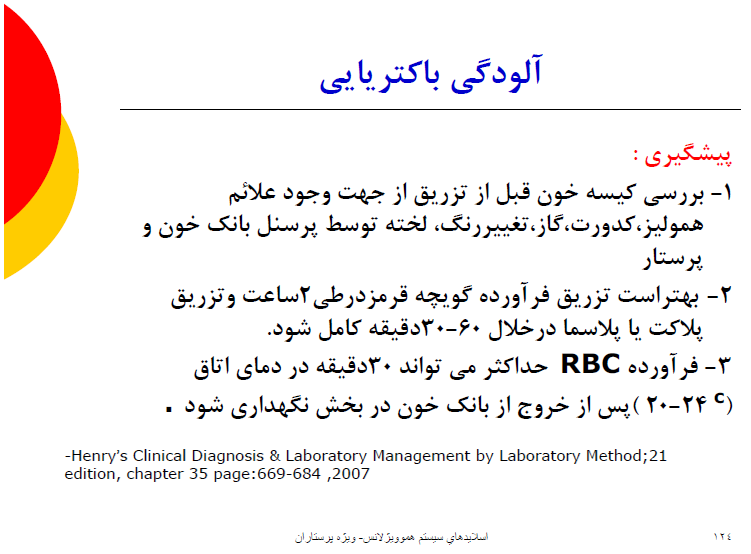 آلودگی باکتریایی
پیشگیری :
۱- بررسی کیسه خون قبل از تزریق از جهت وجود علائم
همولیز،کدورت،گاز،تغییررنگ، لخته توسط پرسنل بانک خون و
پرستار
۲- بهتراست تزریق فرآورده گویچه قرمزدرطی۲ساعت وتزریق
پلاکت یا پلاسما درخلال ۶۰-۳۰دقیقه کامل شود.
۳- فرآورده RBC حداکثر می تواند ۳۰دقیقه در دمای اتاق
(۲۰-۲۴ c )پس از خروج از بانک خون در بخش نگهداری شود .
-Henry’s Clinical Diagnosis & Laboratory Management by Laboratory Method;21
edition, chapter 35 page:669-684 ,2007
اسلايدهاي سيستم هموويژلانس- ويژه پرستاران
۱۲۴